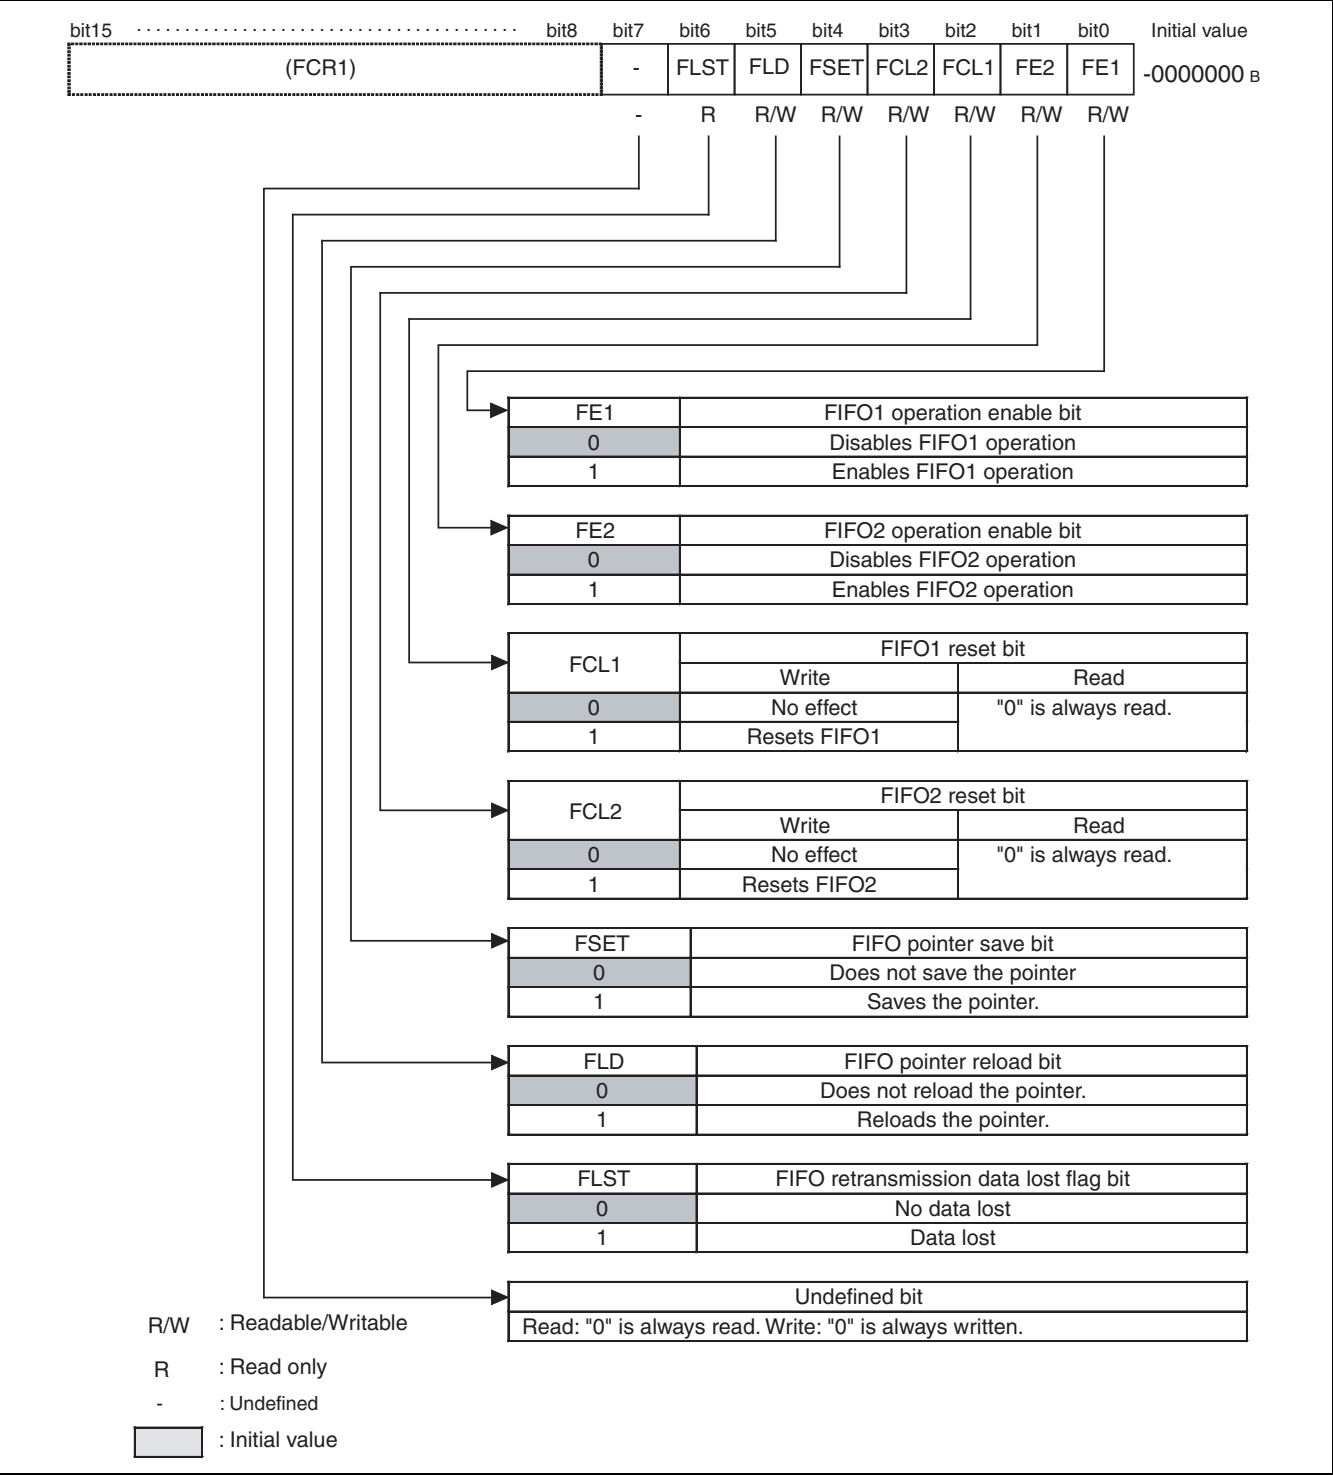 bit15 ...................................... bit8 bit7 bit6 bit5 bit4 bit3 bit2 bit1 bit0 Initial value
(FCR1) - FLST FLD FSET FCL2 FCL1 FE2 FE1 -0000000 B
- R R/W R/W R/W R/W R/W R/W
FE1 FIFO1 operation enable bit
0 Disables FIFO1 operation
1 Enables FIFO1 operation
FE2 FIFO2 operation enable bit
0 Disables FIFO2 operation
1 Enables FIFO2 operation
FCL1 FIFO1 reset bit
Write Read
0 No effect "0" is always read.
1 Resets FIFO1
FCL2 FIFO2 reset bit
Write Read
0 No effect "0" is always read.
1 Resets FIFO2
FSET FIFO pointer save bit
0 Does not save the pointer
1 Saves the pointer.
FLD FIFO pointer reload bit
0 Does not reload the pointer.
1 Reloads the pointer.
FLST FIFO retransmission data lost flag bit
0 No data lost
1 Data lost
Undefined bit
Read: "0" is always read. Write: "0" is always written.
R/W : Readable/Writable
R : Read only
- : Undefined
: Initial value